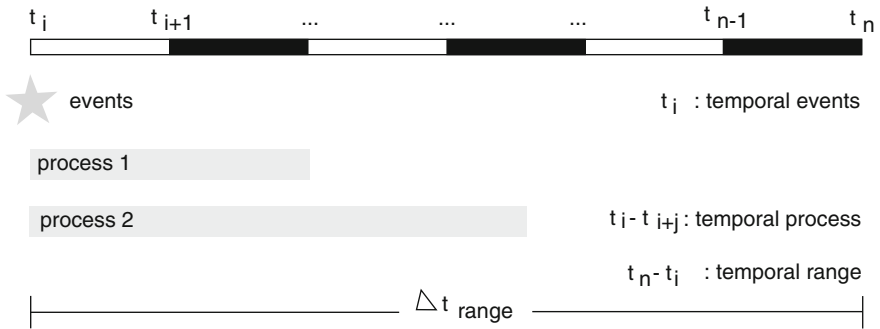 t i t i+1 ... ... ... t n-1 t n
events t i : temporal events
process 1
process 2 t i - t i+j : temporal process
t n - t i : temporal range
△ t range